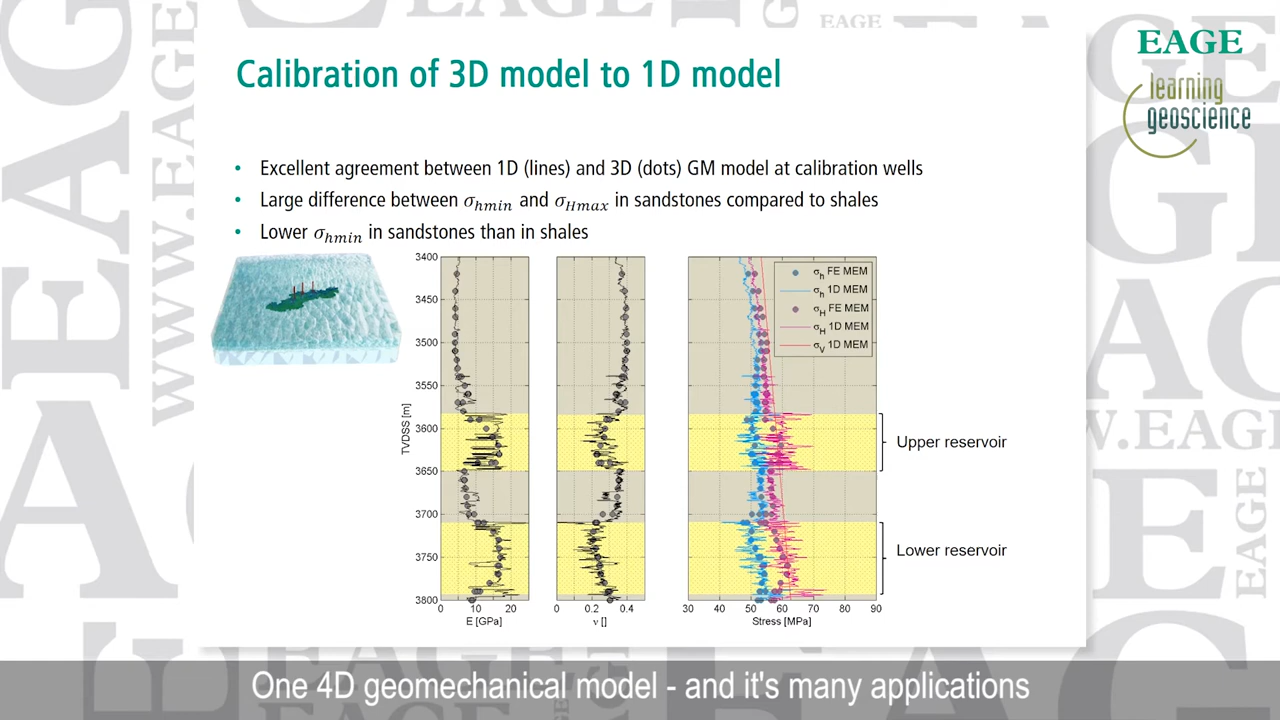 EAGE
learning
geoscience
Calibration of 3D model to 1D model
• Excellent agreement between 1D (lines) and 3D (dots) GM model at calibration wells
• Large difference between σhmin and σHmax in sandstones compared to shales
• Lower σhmin in sandstones than in shales
TVDSS [m]
3400
3450
3500
3550
3600
3650
3700
3750
3800
0 10 20
E [GPa]
0 0.2 0.4
ν []
σh FE MEM
σh 1D MEM
σH FE MEM
σH 1D MEM
σV 1D MEM
30 40 50 60 70 80 90
Stress [MPa]
Upper reservoir
Lower reservoir
One 4D geomechanical model - and it's many applications